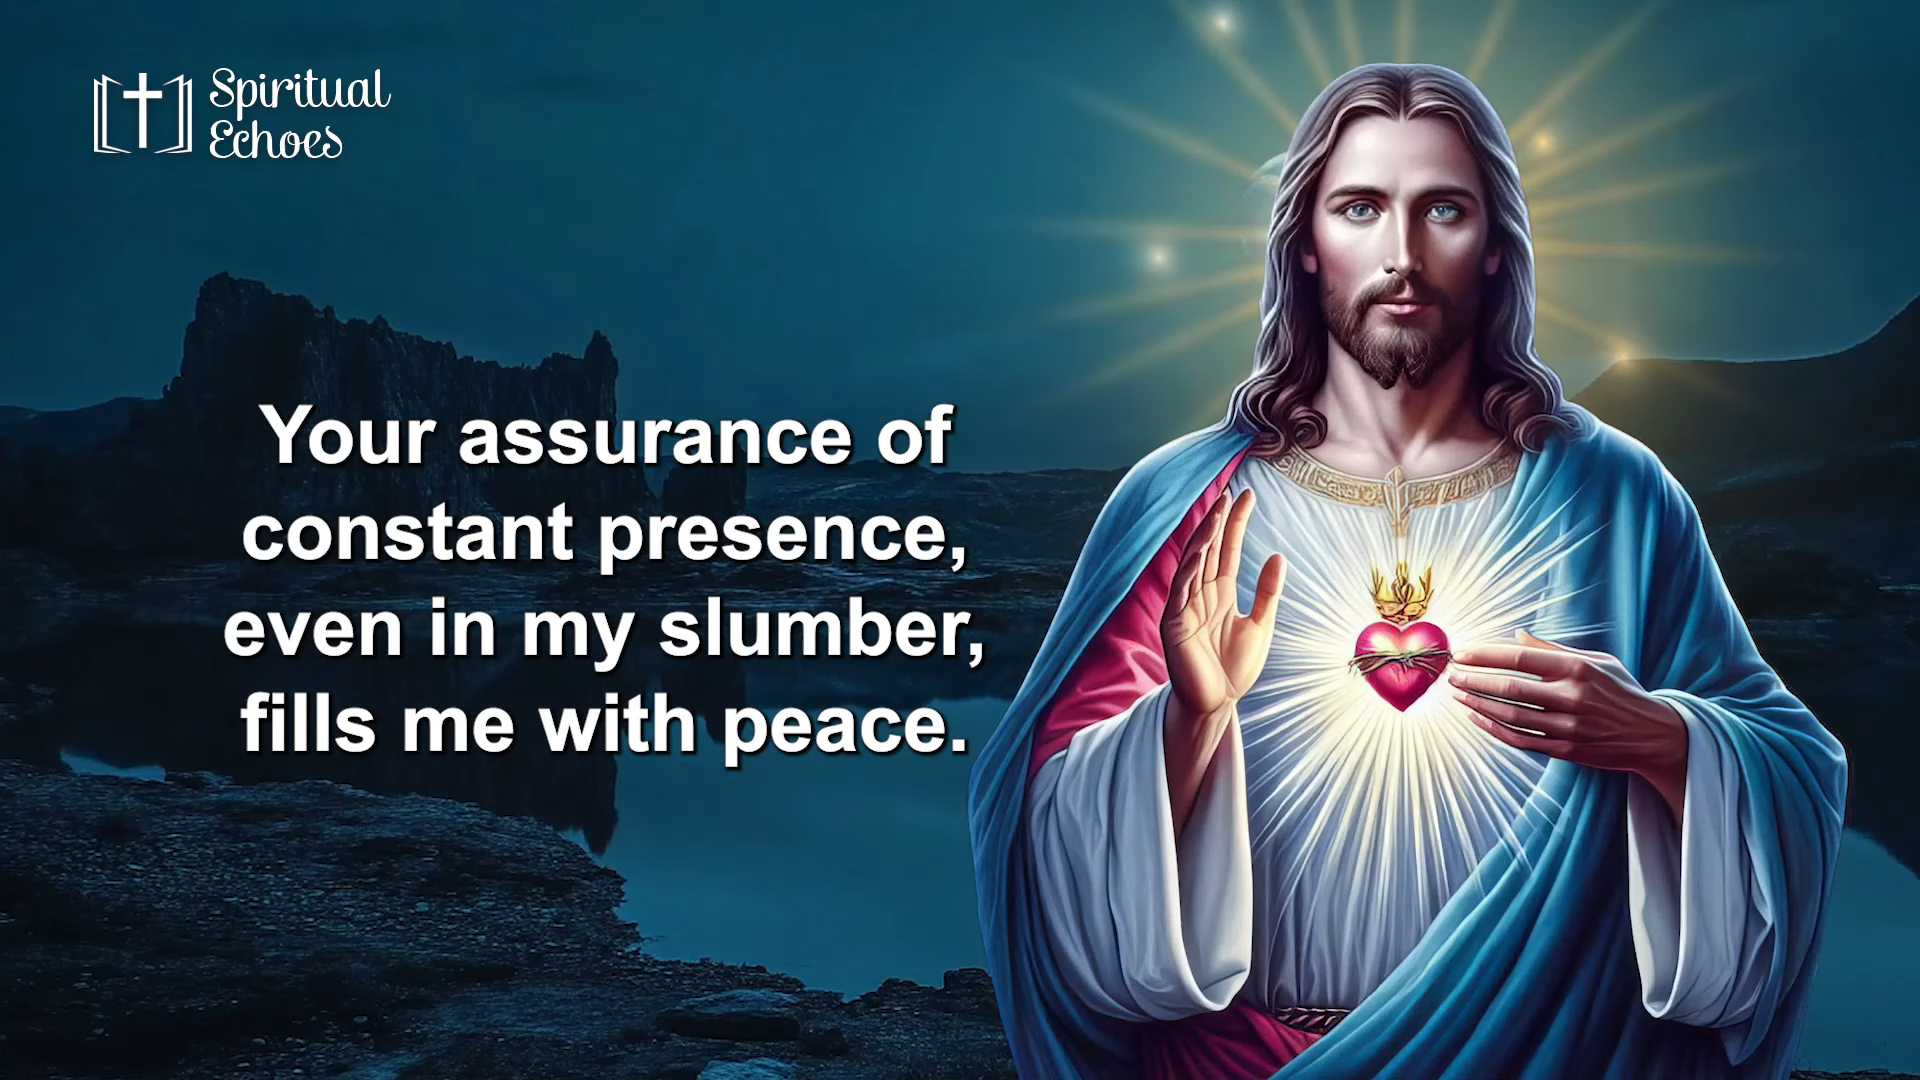 Spiritual
Echoes
Your assurance of
constant presence,
even in my slumber,
fills me with peace.